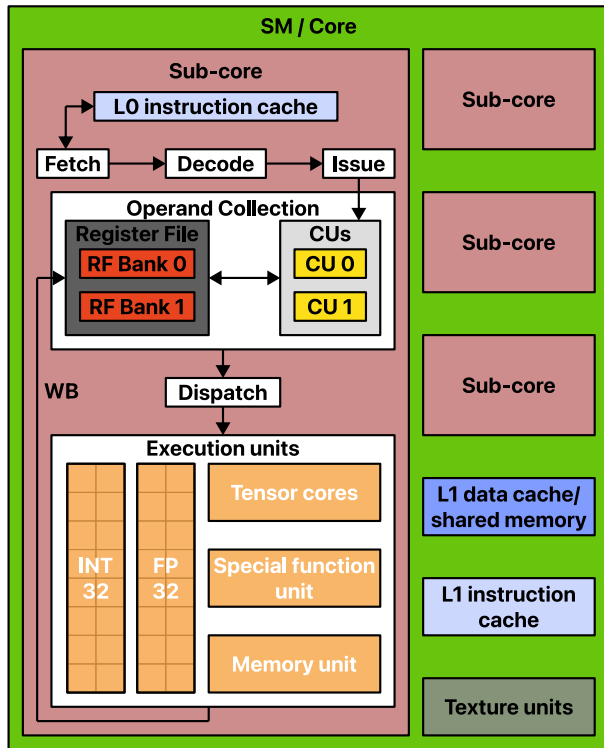 SM / Core
Sub-core
L0 instruction cache
Fetch
Decode
Issue
Operand Collection
Register File
RF Bank 0
RF Bank 1
CUs
CU 0
CU 1
WB
Dispatch
Execution units
INT
32
FP
32
Tensor cores
Special function
unit
Memory unit
Sub-core
Sub-core
Sub-core
L1 data cache/
shared memory
L1 instruction
cache
Texture units